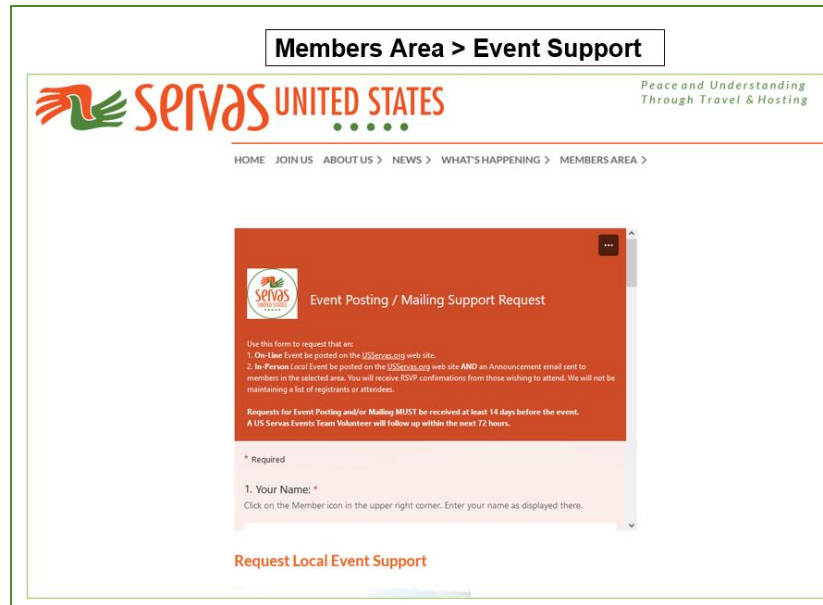 Members Area > Event Support
servas UNITED STATES
Peace and Understanding
Through Travel & Hosting
HOME JOIN US ABOUT US > NEWS > WHAT'S HAPPENING > MEMBERS AREA >
...
servas
UNITED STATES
Event Posting / Mailing Support Request
Use this form to request that an:
1. On-Line Event be posted on the USServas.org web site.
2. In-Person Local Event be posted on the USServas.org web site AND an Announcement email sent to
members in the selected area. You will receive RSVP confirmations from those wishing to attend. We will not be
maintaining a list of registrants or attendees.
Requests for Event Posting and/or Mailing MUST be received at least 14 days before the event.
A US Servas Events Team Volunteer will follow up within the next 72 hours.
* Required
1. Your Name: *
Click on the Member icon in the upper right corner. Enter your name as displayed there.
Request Local Event Support